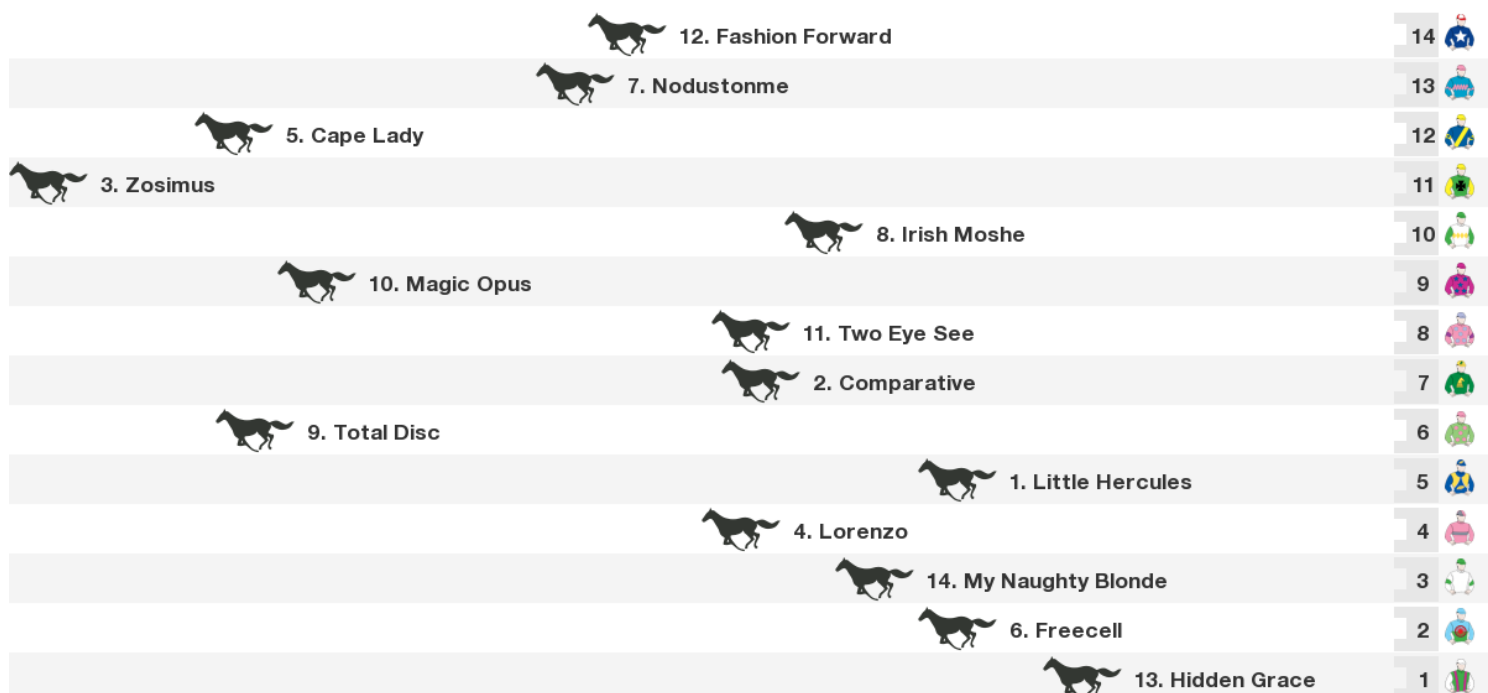 12. Fashion Forward 14
7. Nodustonme 13
5. Cape Lady 12
3. Zosimus 11
8. Irish Moshe 10
10. Magic Opus 9
11. Two Eye See 8
2. Comparative 7
9. Total Disc 6
1. Little Hercules 5
4. Lorenzo 4
14. My Naughty Blonde 3
6. Freecell 2
13. Hidden Grace 1